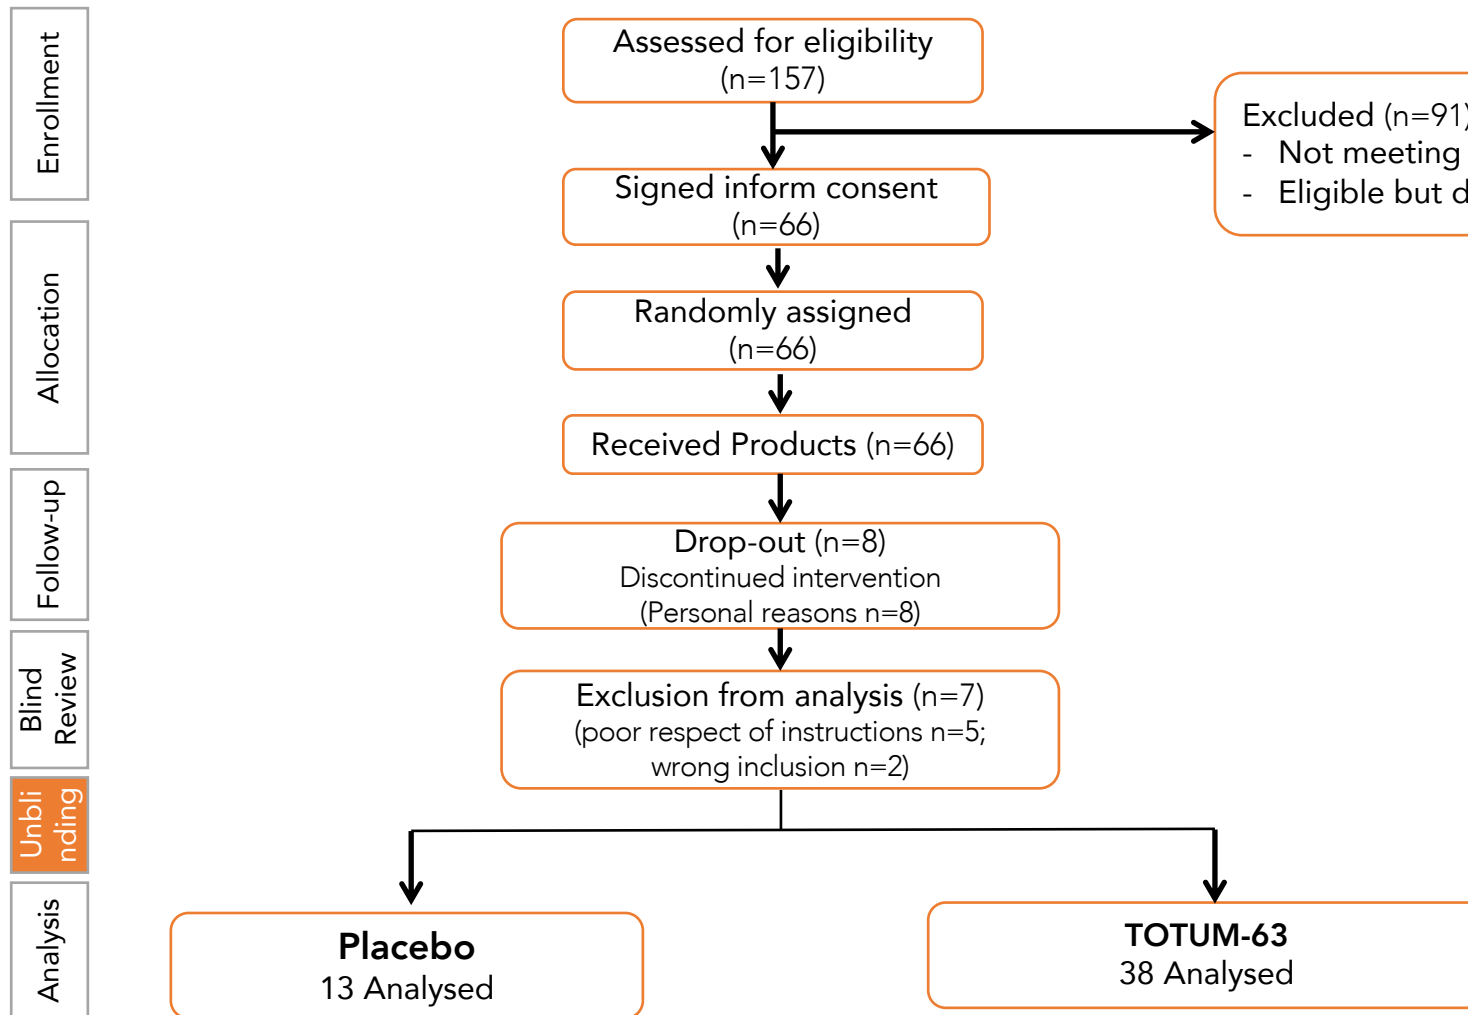 Enrollment
Assessed for eligibility
(n=157)
Excluded (n=91)
- Not meeting
- Eligible but
Signed inform consent
(n=66)
Allocation
Randomly assigned
(n=66)
Received Products (n=66)
Follow-up
Drop-out (n=8)
Discontinued intervention
(Personal reasons n=8)
Blind
Review
Exclusion from analysis (n=7)
(poor respect of instructions n=5;
wrong inclusion n=2)
Unbli
nding
Analysis
Placebo
13 Analysed
TOTUM-63
38 Analysed